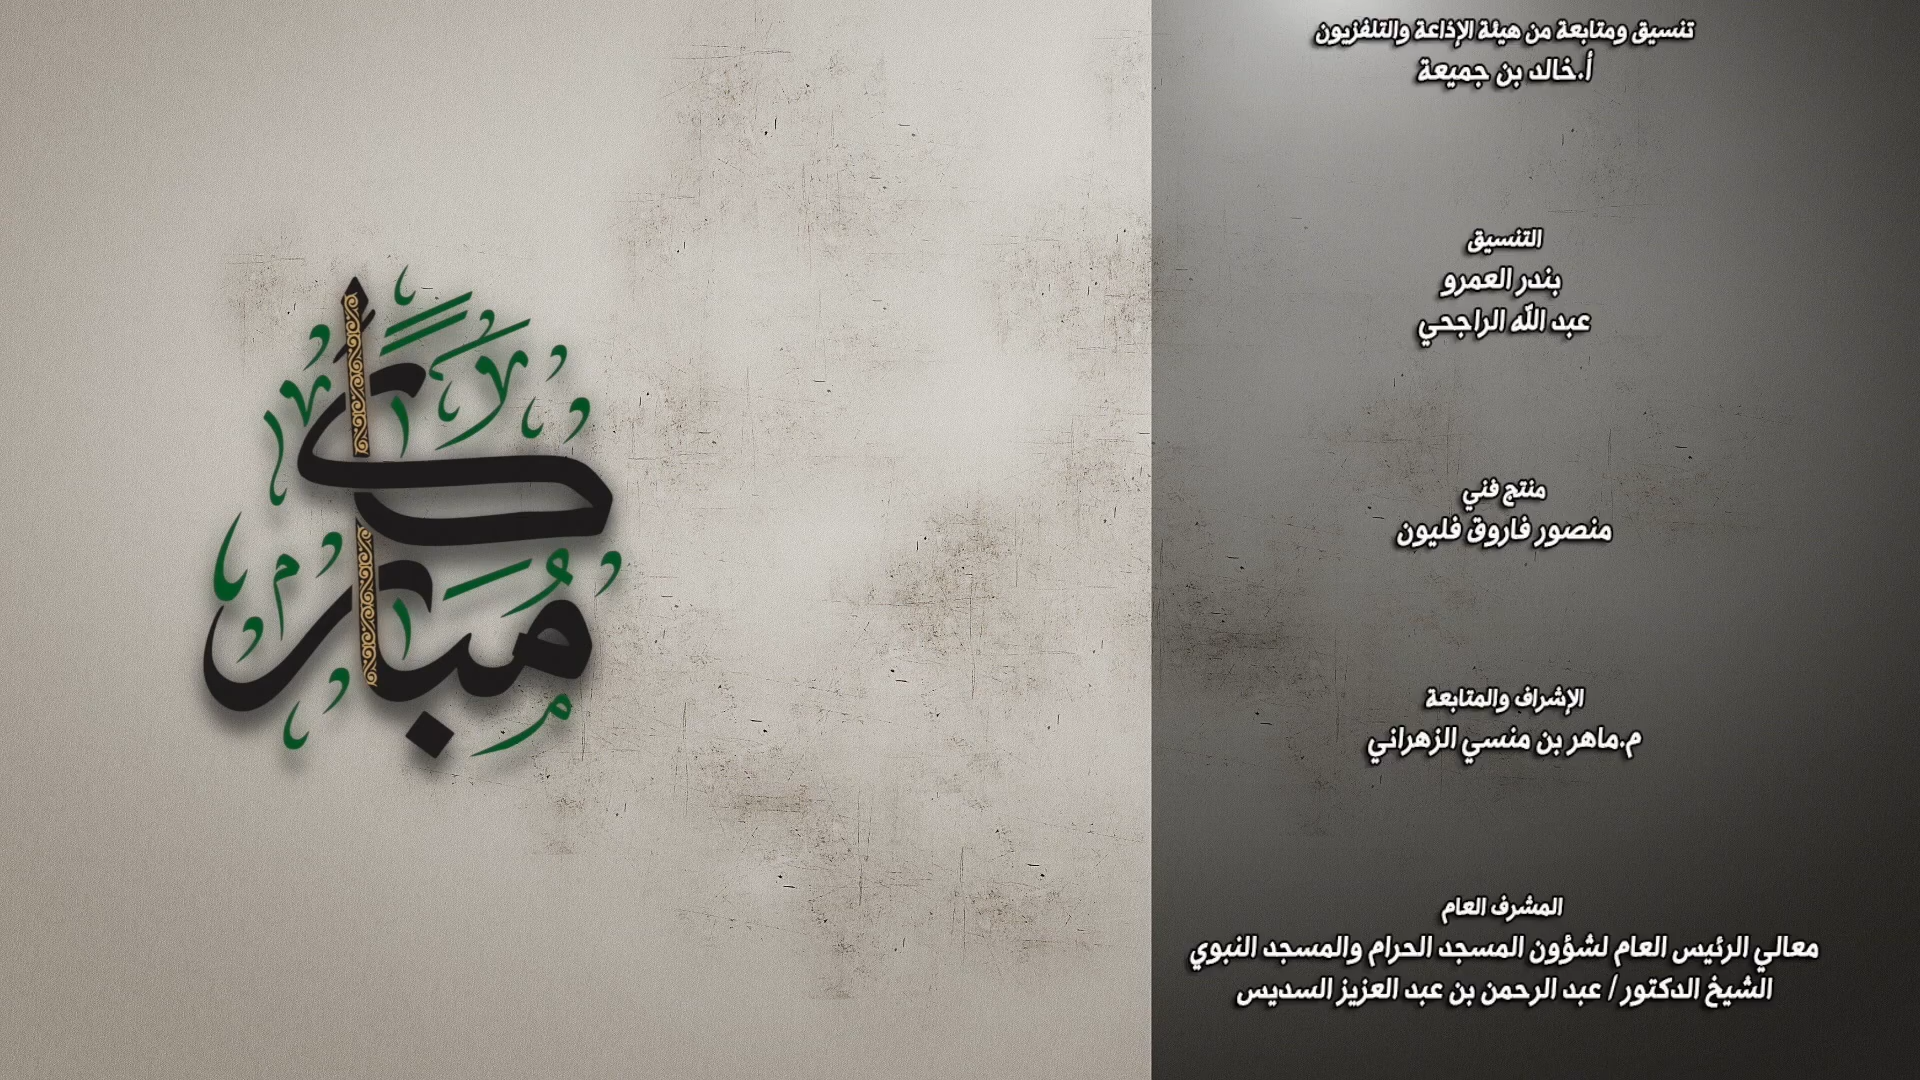 مُبَارَكًا
تنسيق ومتابعة من هيئة الإذاعة والتلفزيون
أ.خالد بن جميعة
التنسيق
بندر العمرو
عبد الله الراجحي
منتج فني
منصور فاروق فليون
الإشراف والمتابعة
م.ماهر بن منسي الزهراني
المشرف العام
معالي الرئيس العام لشؤون المسجد الحرام والمسجد النبوي
الشيخ الدكتور / عبد الرحمن بن عبد العزيز السديس